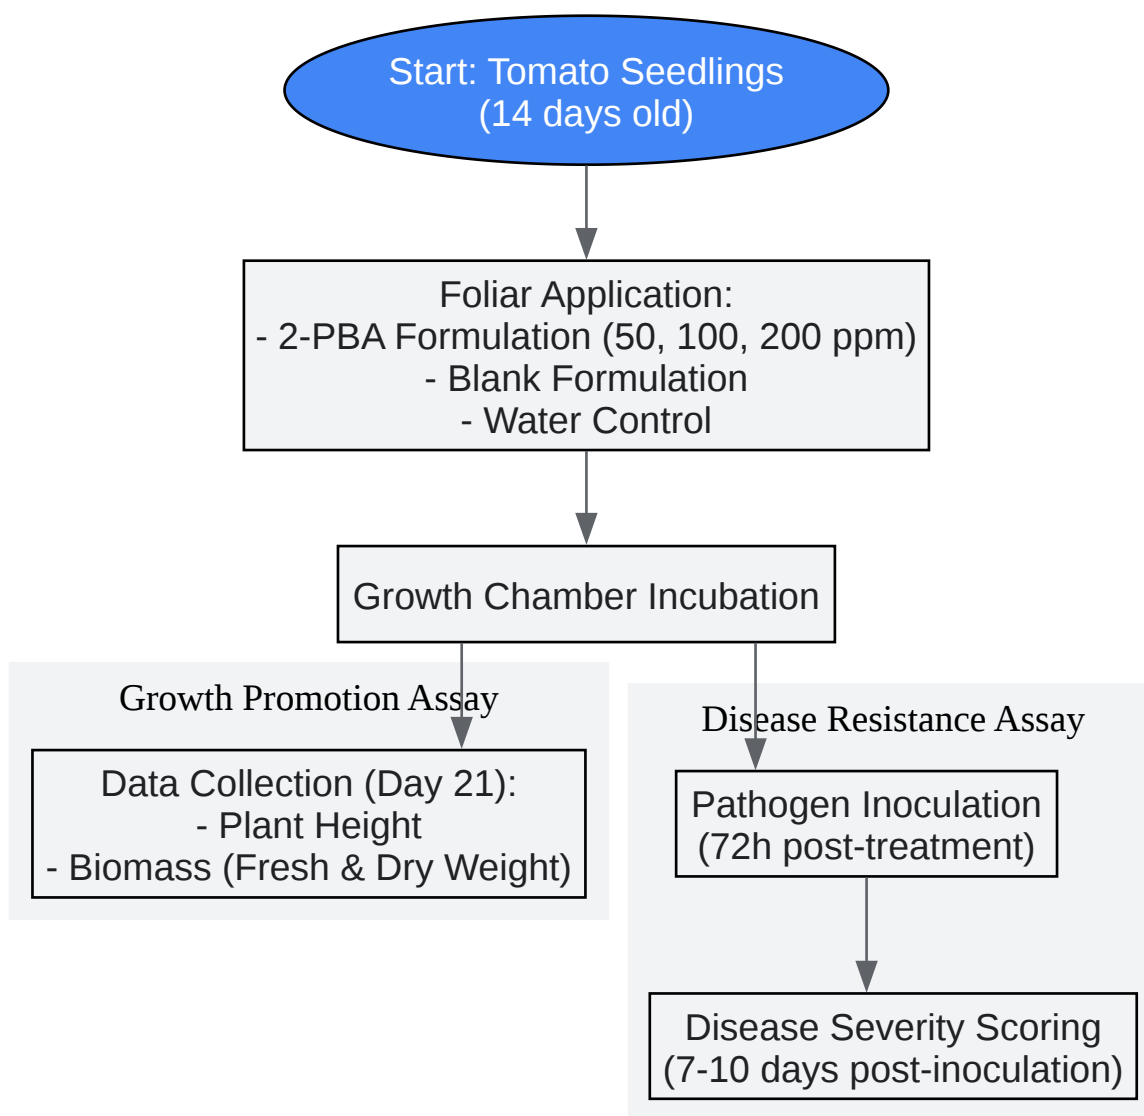 Start: Tomato Seedlings
(14 days old)
Foliar Application:
- 2-PBA Formulation (50, 100, 200 ppm)
- Blank Formulation
- Water Control
Growth Chamber Incubation
Growth Promotion Assay
Data Collection (Day 21):
- Plant Height
- Biomass (Fresh & Dry Weight)
Disease Resistance Assay
Pathogen Inoculation
(72h post-treatment)
Disease Severity Scoring
(7-10 days post-inoculation)